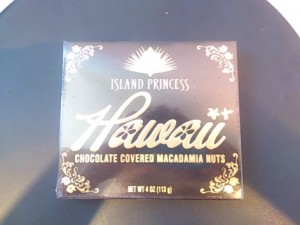 ISLAND PRINCESS
Hawaii
CHOCOLATE COVERED MACADAMIA NUTS
NET WT 4 OZ (113 g)